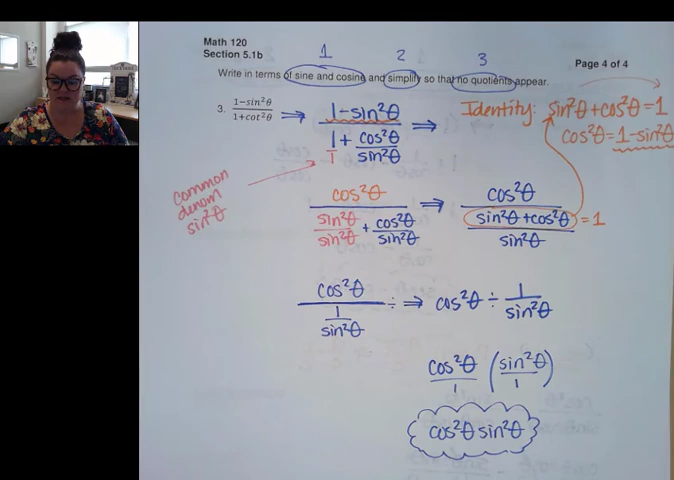 Math 120
Section 5.1b
1 2 3
Page 4 of 4
Write in terms of sine and cosine and simplify so that no quotients appear.
3. (1-sin²θ)/(1+cot²θ) ⇒ (1-sin²θ)/(1/1 + cos²θ/sin²θ) ⇒
Identity: sin²θ+cos²θ=1
cos²θ=1-sin²θ
common
denom
sin²θ
cos²θ/(sin²θ/sin²θ + cos²θ/sin²θ) ⇒ cos²θ/((sin²θ+cos²θ)/sin²θ) =1
cos²θ/(1/sin²θ) ÷ ⇒ cos²θ ÷ 1/sin²θ
cos²θ/1 (sin²θ/1)
cos²θ sin²θ